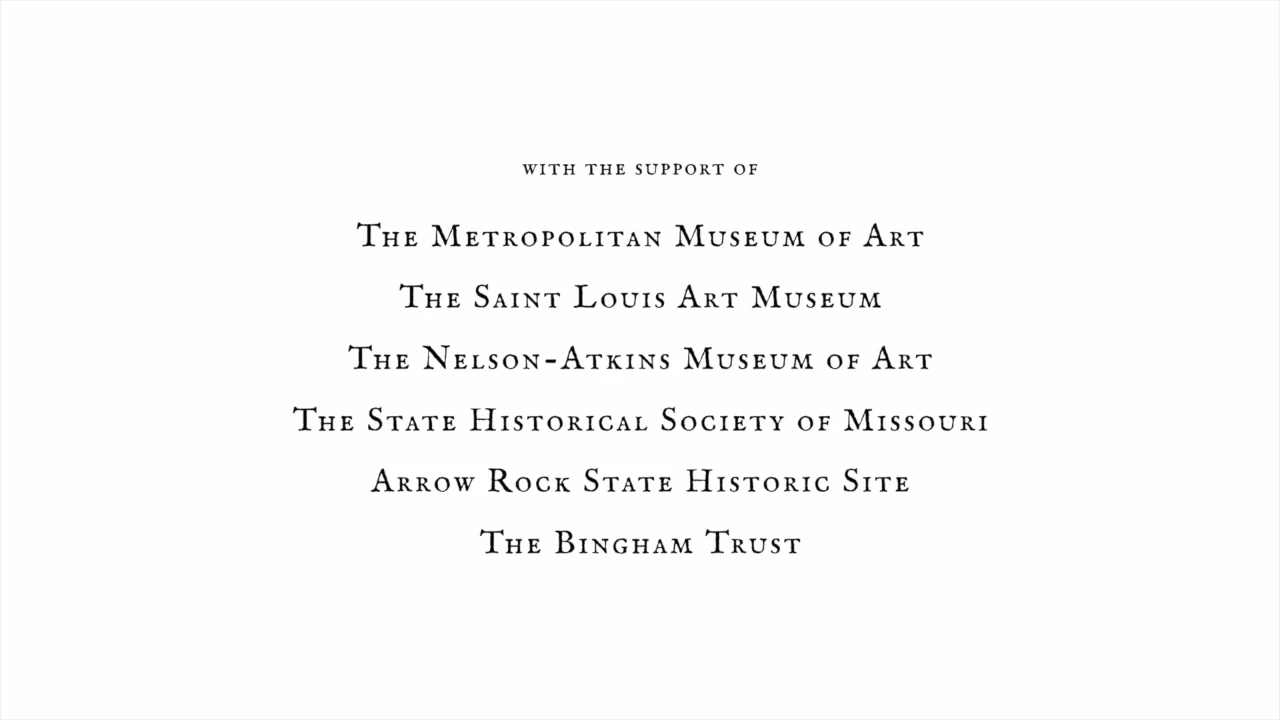 WITH THE SUPPORT OF
THE METROPOLITAN MUSEUM OF ART
THE SAINT LOUIS ART MUSEUM
THE NELSON-ATKINS MUSEUM OF ART
THE STATE HISTORICAL SOCIETY OF MISSOURI
ARROW ROCK STATE HISTORIC SITE
THE BINGHAM TRUST